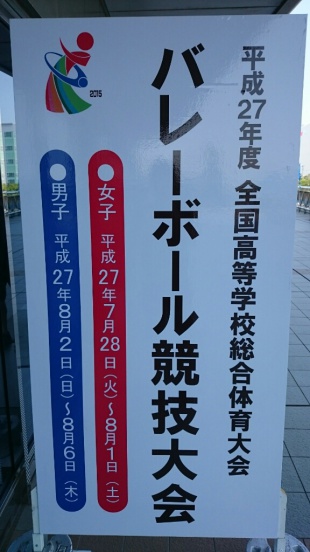 平成27年度 全国高等学校総合体育大会
バレーボール競技大会
女子 平成27年7月28日(火)～8月1日(土)
男子 平成27年8月2日(日)～8月6日(木)
2015